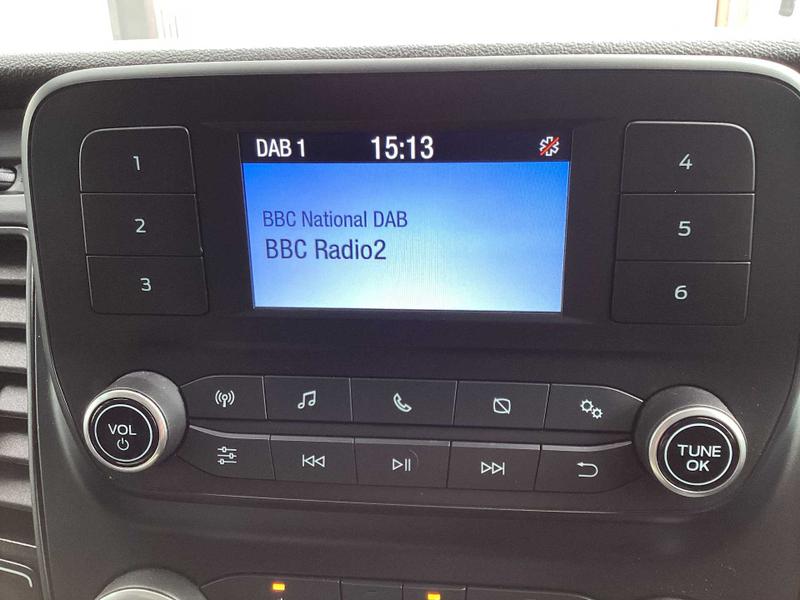 DAB 1 15:13
BBC National DAB
BBC Radio2
1
2
3
4
5
6
VOL
TUNE
OK